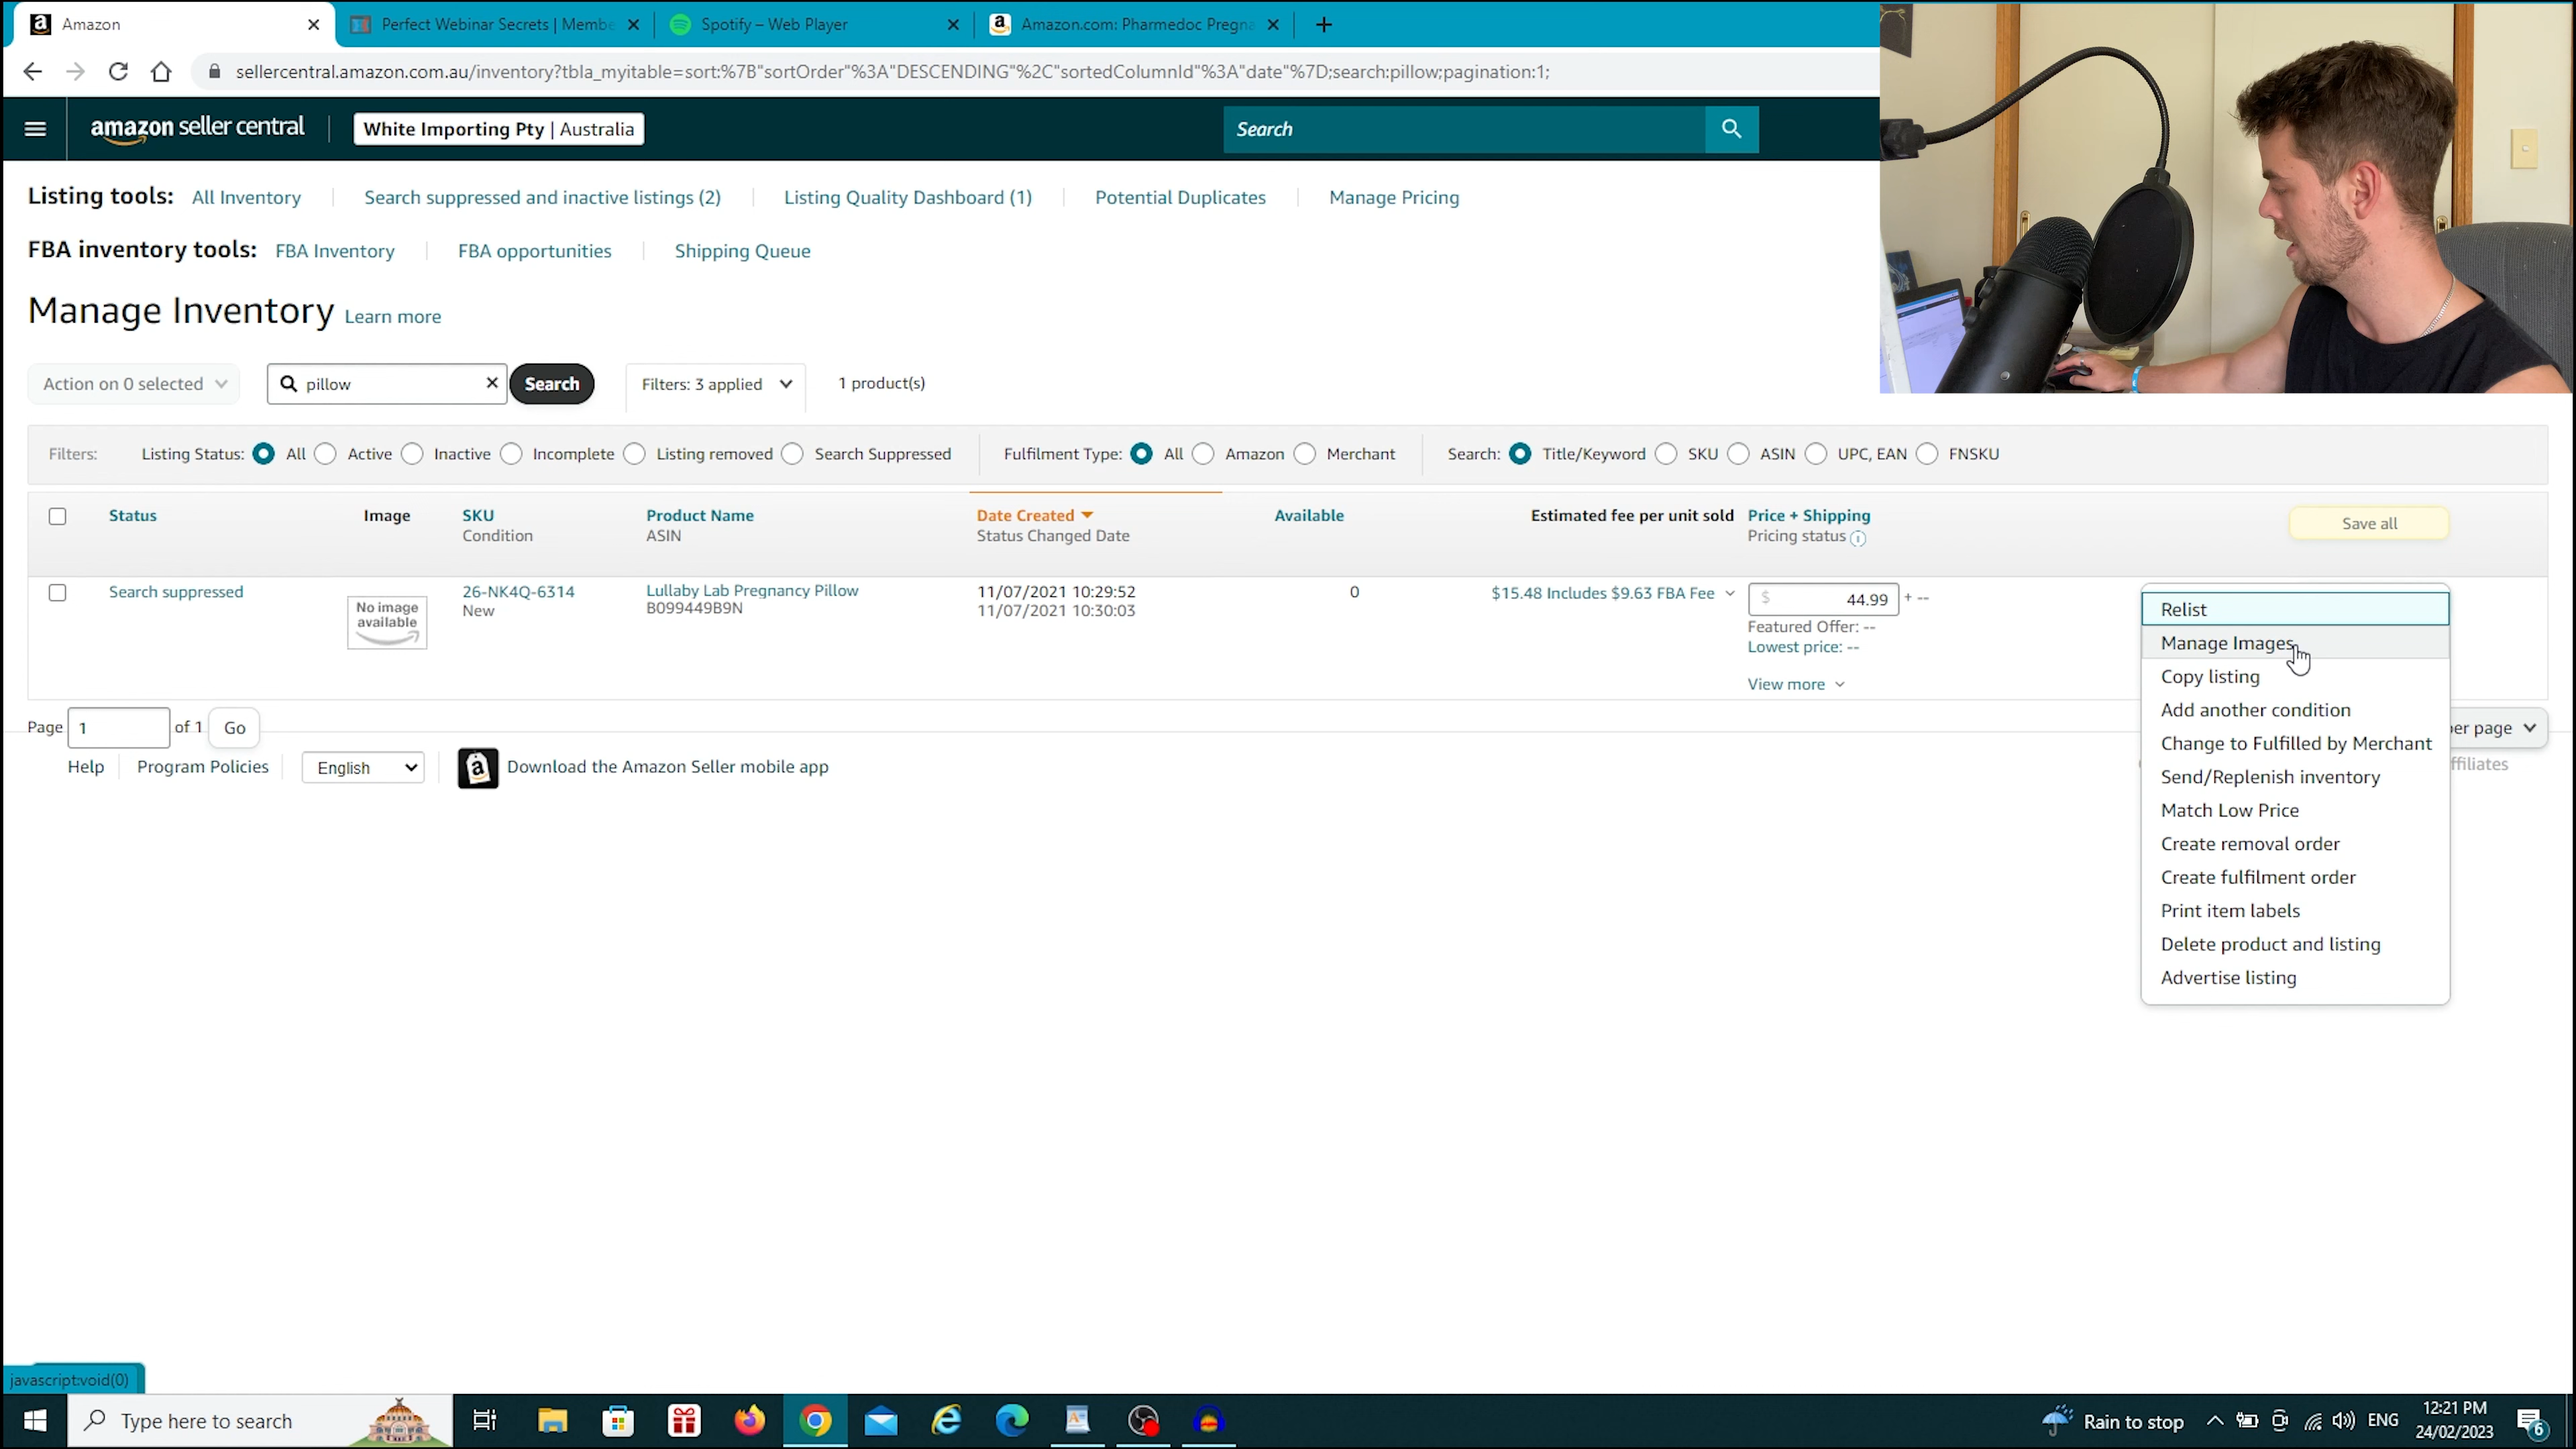 Amazon
Perfect Webinar Secrets | Membe
Spotify – Web Player
Amazon.com: Pharmedoc Pregna
sellercentral.amazon.com.au/inventory?tbla_myitable=sort:%7B"sortOrder"%3A"DESCENDING"%2C"sortedColumnId"%3A"date"%7D;search:pillow;pagination:1;
amazon seller central
White Importing Pty | Australia
Search
Listing tools: All Inventory Search suppressed and inactive listings (2) Listing Quality Dashboard (1) Potential Duplicates Manage Pricing
FBA inventory tools: FBA Inventory FBA opportunities Shipping Queue
Manage Inventory Learn more
Action on 0 selected pillow Search Filters: 3 applied 1 product(s)
Filters: Listing Status: All Active Inactive Incomplete Listing removed Search Suppressed Fulfilment Type: All Amazon Merchant Search: Title/Keyword SKU ASIN UPC, EAN FNSKU
Status Image SKU Product Name Date Created Available Estimated fee per unit sold Price + Shipping Save all
Condition ASIN Status Changed Date Pricing status
Search suppressed No image available 26-NK4Q-6314 Lullaby Lab Pregnancy Pillow 11/07/2021 10:29:52 0 $15.48 Includes $9.63 FBA Fee $ 44.99 + --
New B099449B9N 11/07/2021 10:30:03
Featured Offer: --
Lowest price: --
View more
Relist
Manage Images
Copy listing
Add another condition
Change to Fulfilled by Merchant
Send/Replenish inventory
Match Low Price
Create removal order
Create fulfilment order
Print item labels
Delete product and listing
Advertise listing
Page 1 of 1 Go
er page
Help Program Policies English Download the Amazon Seller mobile app
ffiliates
javascript:void(0)
Type here to search
Rain to stop ENG 12:21 PM
24/02/2023
6